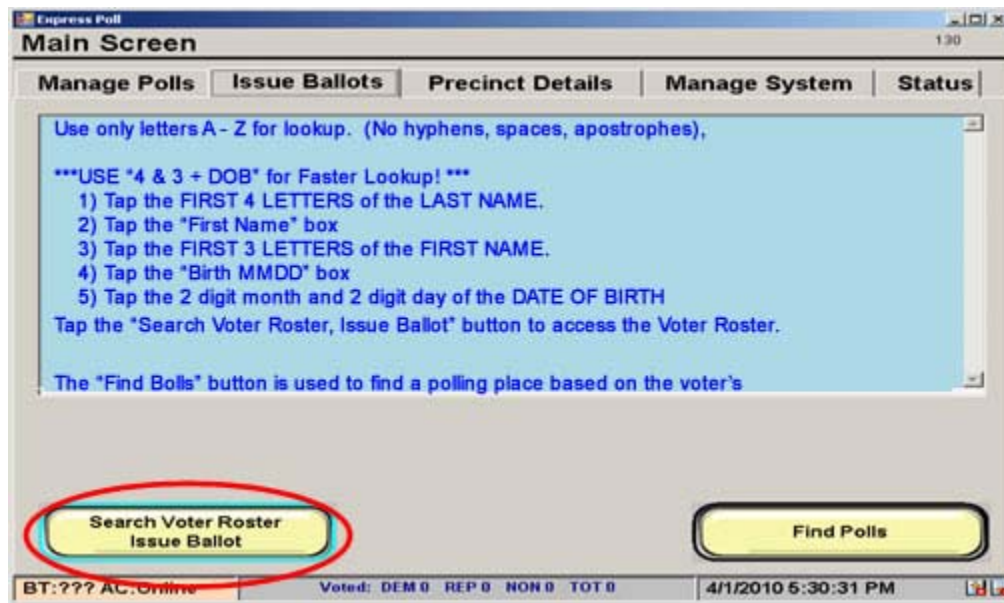 Express Poll
Main Screen
130
Manage Polls Issue Ballots Precinct Details Manage System Status
Use only letters A - Z for lookup. (No hyphens, spaces, apostrophes),
***USE "4 & 3 + DOB" for Faster Lookup! ***
1) Tap the FIRST 4 LETTERS of the LAST NAME.
2) Tap the "First Name" box
3) Tap the FIRST 3 LETTERS of the FIRST NAME.
4) Tap the "Birth MMDD" box
5) Tap the 2 digit month and 2 digit day of the DATE OF BIRTH
Tap the "Search Voter Roster, Issue Ballot" button to access the Voter Roster.
The "Find Bolls" button is used to find a polling place based on the voter's
Search Voter Roster
Issue Ballot
Find Polls
BT:??? AC:Online Voted: DEM 0 REP 0 NON 0 TOT 0 4/1/2010 5:30:31 PM